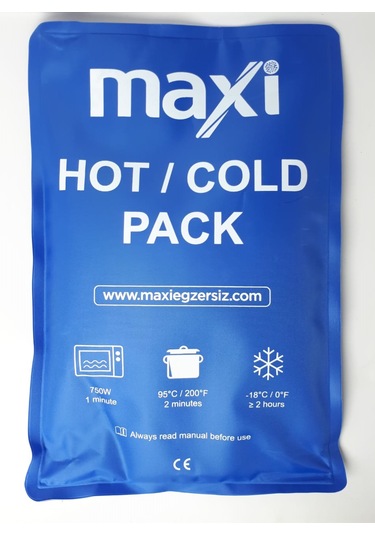 maxi
HOT / COLD
PACK
www.maxiegzersiz.com
750W
1 minute
95°C / 200°F
2 minutes
-18°C / 0°F
≥ 2 hours
Always read manual before use
CE